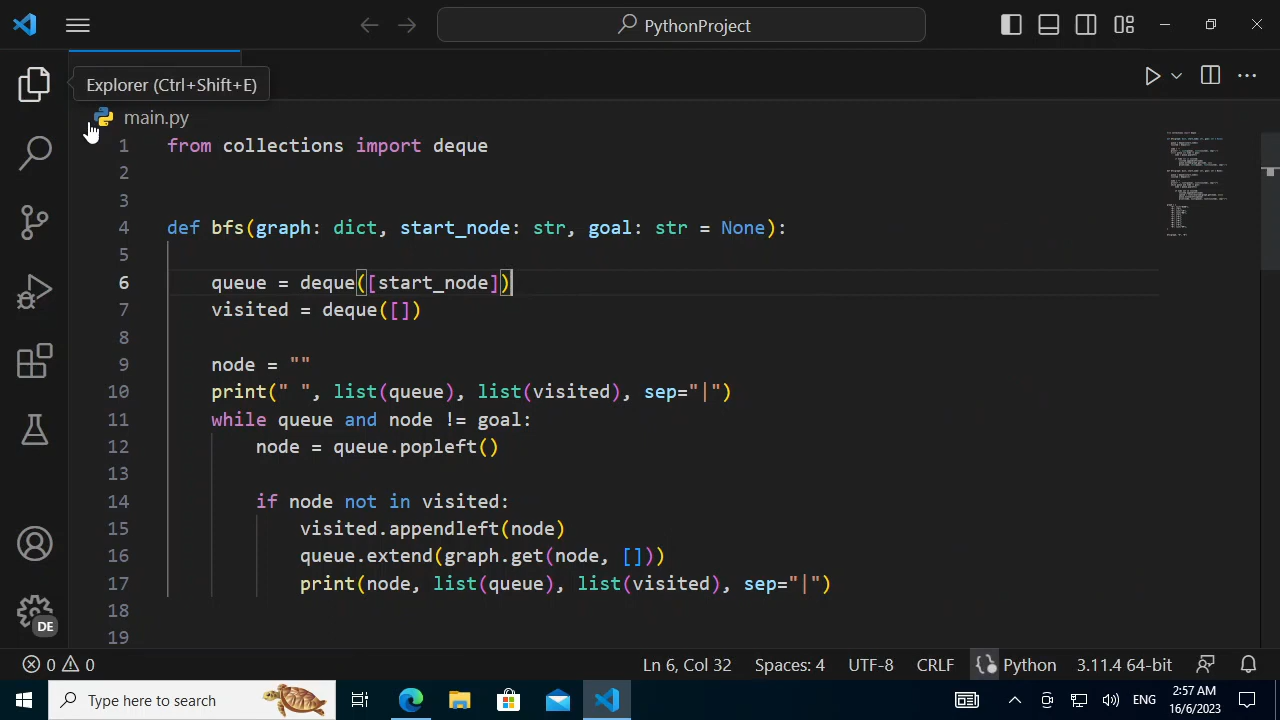 PythonProject
Explorer (Ctrl+Shift+E)
main.py
1 from collections import deque
2
3
4 def bfs(graph: dict, start_node: str, goal: str = None):
5
6 queue = deque([start_node])
7 visited = deque([])
8
9 node = ""
10 print(" ", list(queue), list(visited), sep="|")
11 while queue and node != goal:
12 node = queue.popleft()
13
14 if node not in visited:
15 visited.appendleft(node)
16 queue.extend(graph.get(node, []))
17 print(node, list(queue), list(visited), sep="|")
18
19
DE
0 0 Ln 6, Col 32 Spaces: 4 UTF-8 CRLF Python 3.11.4 64-bit
Type here to search ENG 2:57 AM
16/6/2023